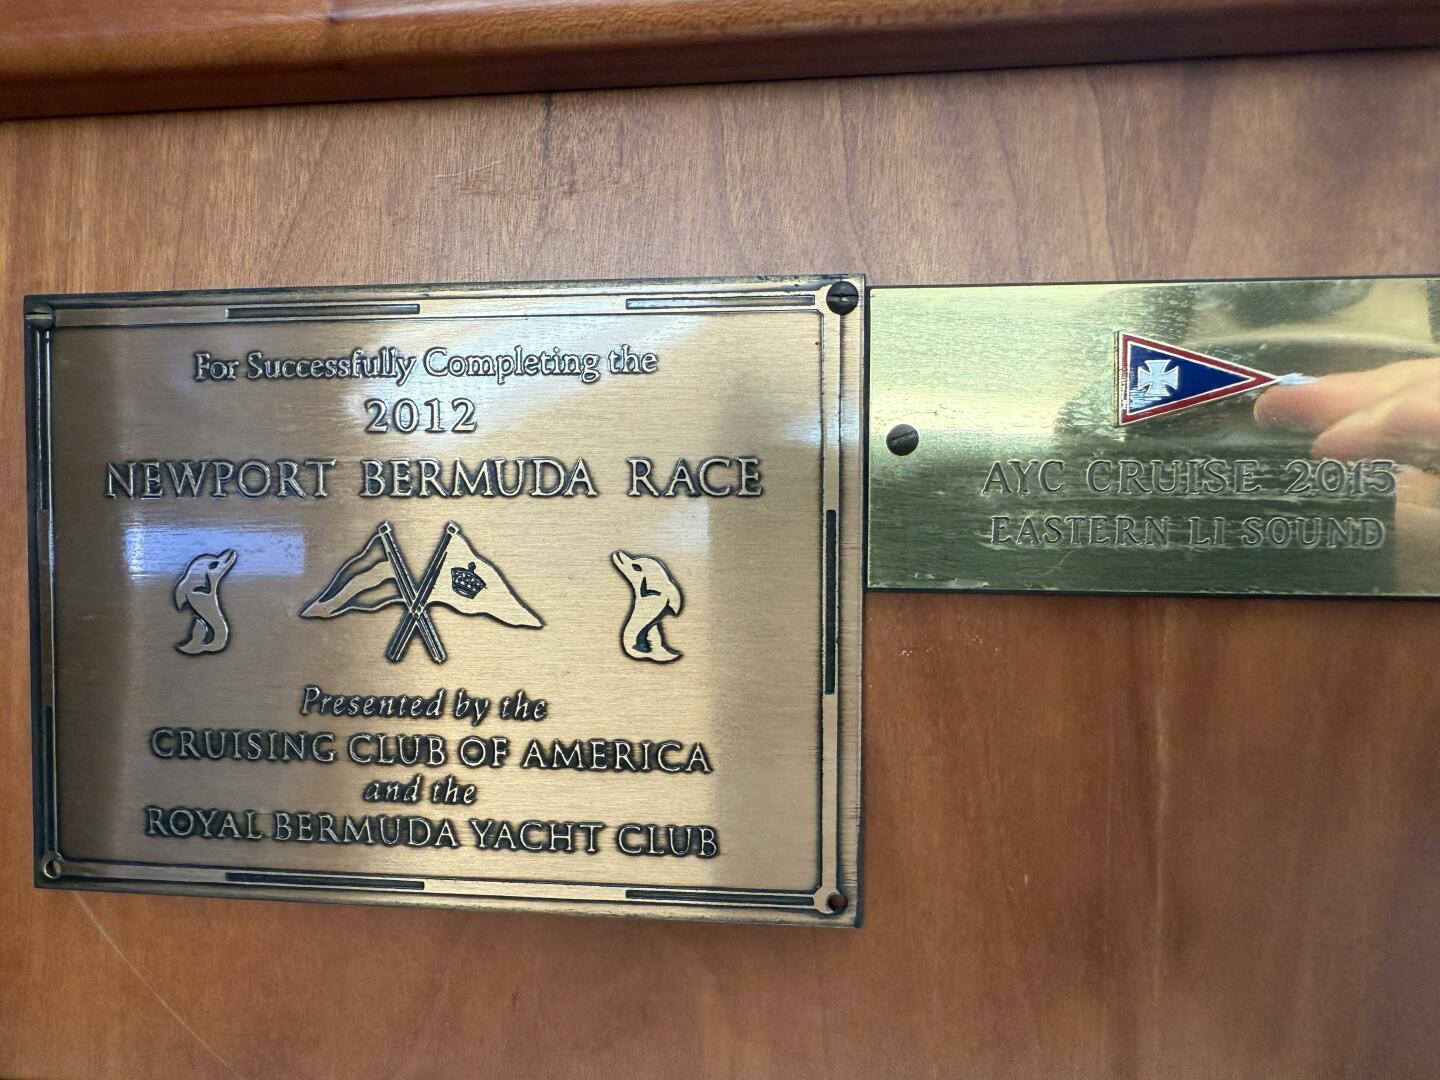 For Successfully Completing the
2012
NEWPORT BERMUDA RACE
Presented by the
CRUISING CLUB OF AMERICA
and the
ROYAL BERMUDA YACHT CLUB
AYC CRUISE 2015
EASTERN LI SOUND